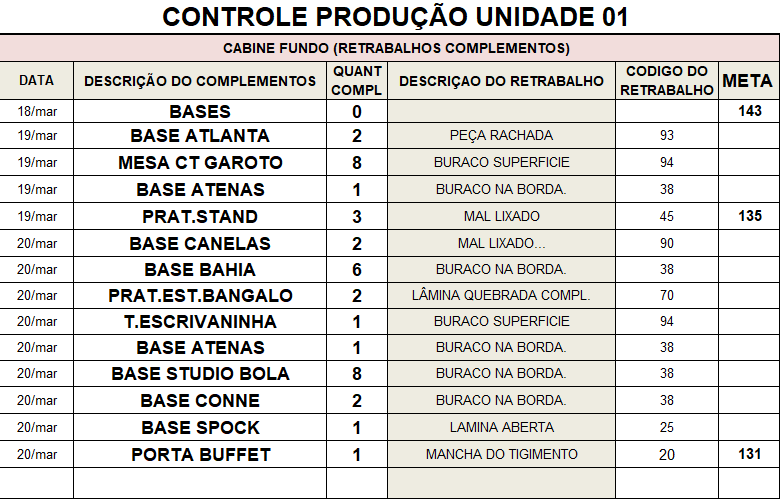 CONTROLE PRODUÇÃO UNIDADE 01
CABINE FUNDO (RETRABALHOS COMPLEMENTOS)
DATA DESCRIÇÃO DO COMPLEMENTOS QUANT COMPL DESCRIÇAO DO RETRABALHO CODIGO DO RETRABALHO META
18/mar BASES 0 143
19/mar BASE ATLANTA 2 PEÇA RACHADA 93
19/mar MESA CT GAROTO 8 BURACO SUPERFICIE 94
19/mar BASE ATENAS 1 BURACO NA BORDA. 38
19/mar PRAT.STAND 3 MAL LIXADO 45 135
20/mar BASE CANELAS 2 MAL LIXADO... 90
20/mar BASE BAHIA 6 BURACO NA BORDA. 38
20/mar PRAT.EST.BANGALO 2 LÂMINA QUEBRADA COMPL. 70
20/mar T.ESCRIVANINHA 1 BURACO SUPERFICIE 94
20/mar BASE ATENAS 1 BURACO NA BORDA. 38
20/mar BASE STUDIO BOLA 8 BURACO NA BORDA. 38
20/mar BASE CONNE 2 BURACO NA BORDA. 38
20/mar BASE SPOCK 1 LAMINA ABERTA 25
20/mar PORTA BUFFET 1 MANCHA DO TIGIMENTO 20 131